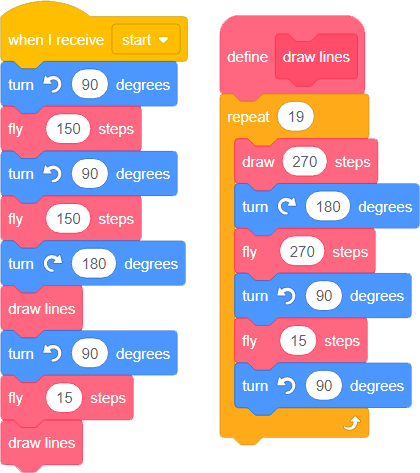 when I receive start
turn 90 degrees
fly 150 steps
turn 90 degrees
fly 150 steps
turn 180 degrees
draw lines
turn 90 degrees
fly 15 steps
draw lines
define draw lines
repeat 19
draw 270 steps
turn 180 degrees
fly 270 steps
turn 90 degrees
fly 15 steps
turn 90 degrees